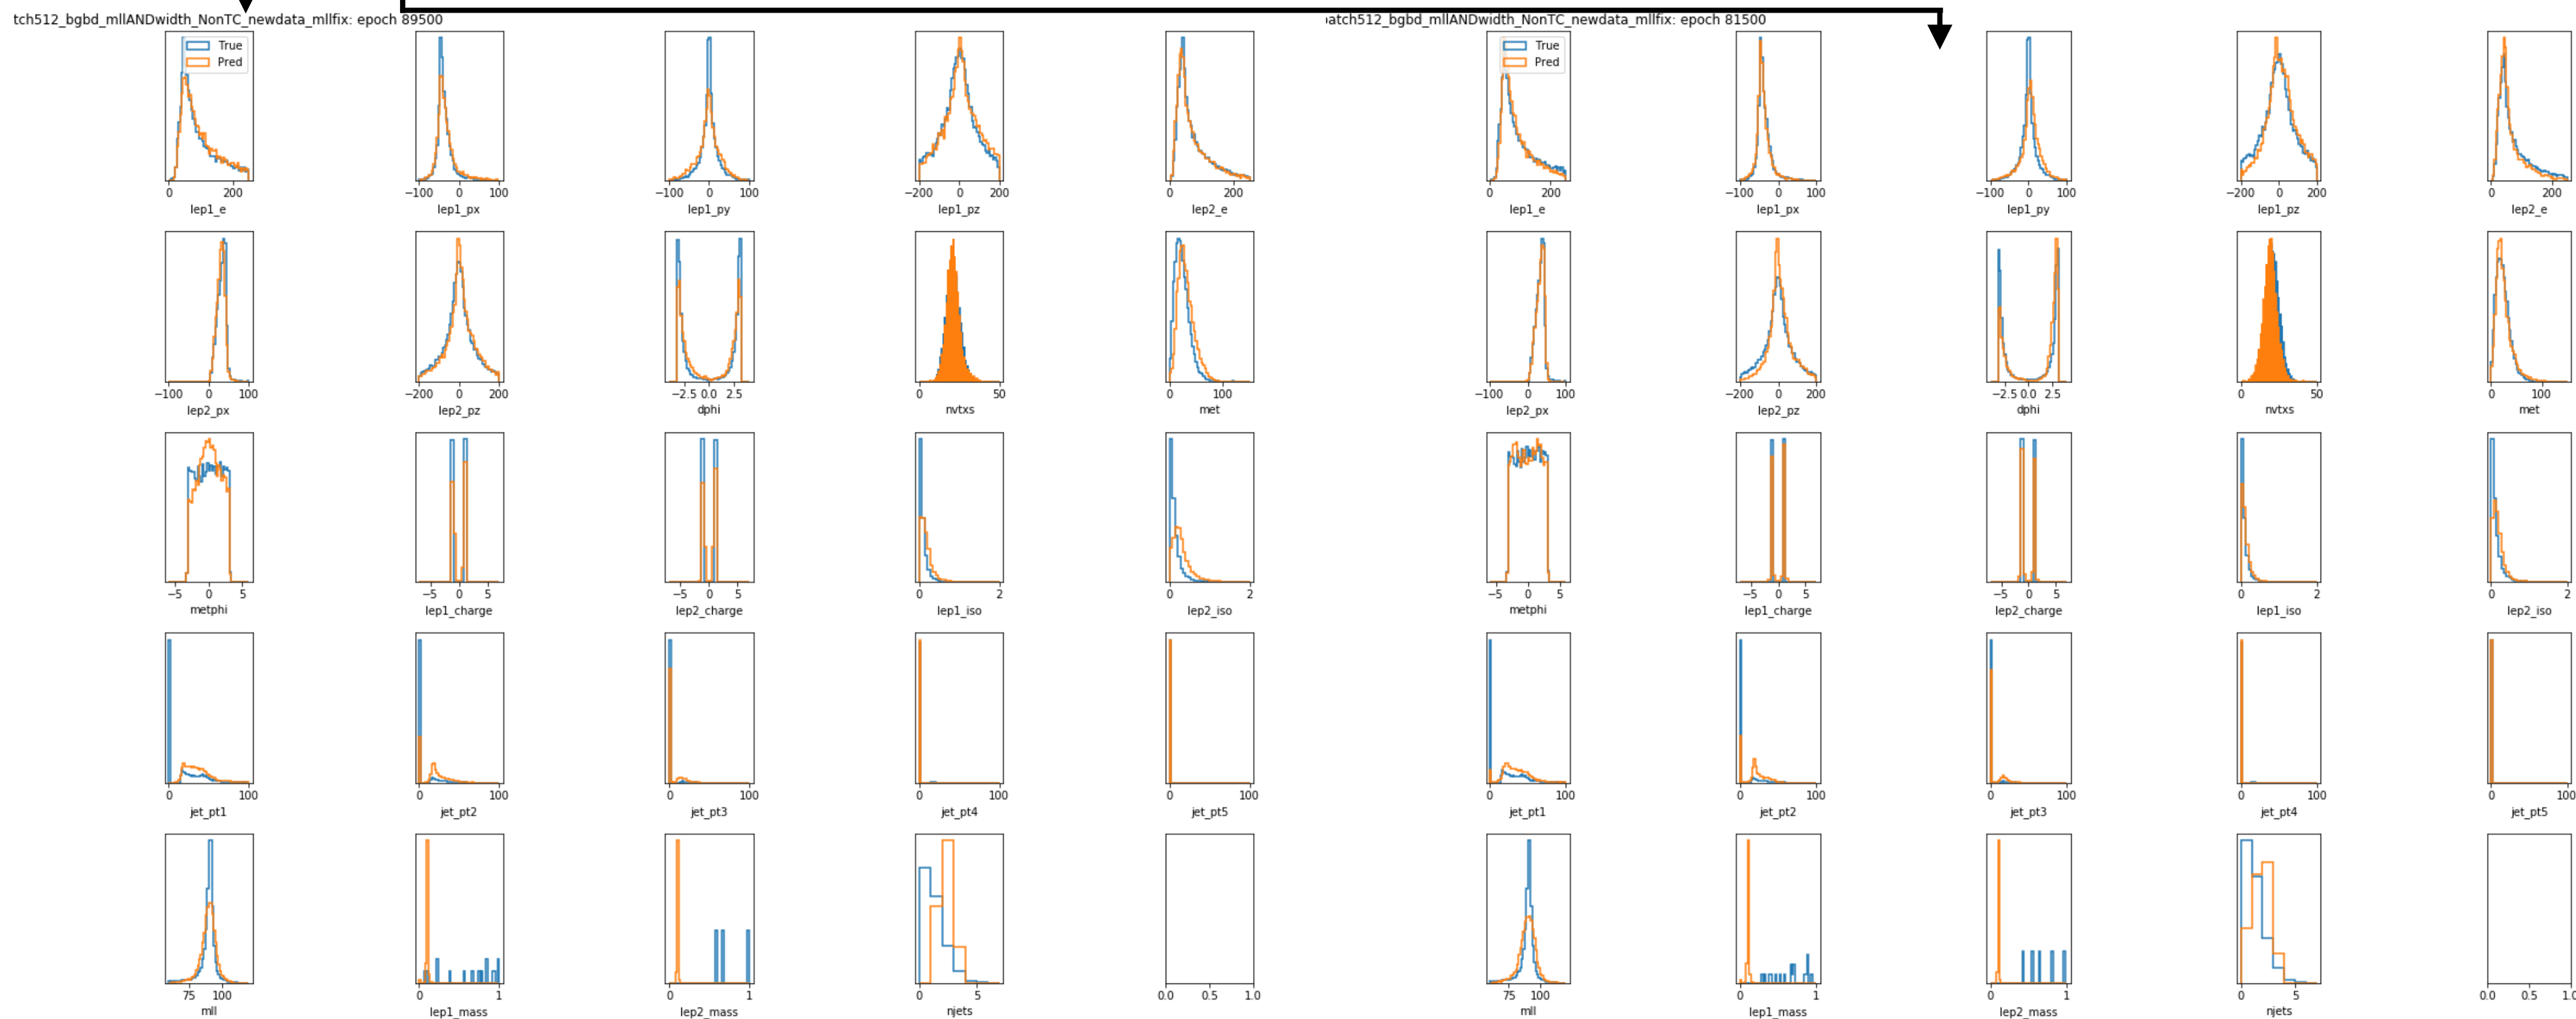 tch512_bgbd_mllANDwidth_NonTC_newdata_mllfix: epoch 89500
atch512_bgbd_mllANDwidth_NonTC_newdata_mllfix: epoch 81500
True
Pred
True
Pred
0 200 −100 0 100 −100 0 100 −200 0 200 0 200 0 200 −100 0 100 −100 0 100 −200 0 200 0 200
lep1_e lep1_px lep1_py lep1_pz lep2_e lep1_e lep1_px lep1_py lep1_pz lep2_e
−100 0 100 −200 0 200 −2.5 0.0 2.5 0 50 0 100 −100 0 100 −200 0 200 −2.5 0.0 2.5 0 50 0 100
lep2_px lep2_pz dphi nvtxs met lep2_px lep2_pz dphi nvtxs met
−5 0 5 −5 0 5 −5 0 5 0 2 0 2 −5 0 5 −5 0 5 −5 0 5 0 2 0 2
metphi lep1_charge lep2_charge lep1_iso lep2_iso metphi lep1_charge lep2_charge lep1_iso lep2_iso
0 100 0 100 0 100 0 100 0 100 0 100 0 100 0 100 0 100 0 100
jet_pt1 jet_pt2 jet_pt3 jet_pt4 jet_pt5 jet_pt1 jet_pt2 jet_pt3 jet_pt4 jet_pt5
75 100 0 1 0 1 0 5 0.0 0.5 1.0 75 100 0 1 0 1 0 5 0.0 0.5 1.0
mll lep1_mass lep2_mass njets mll lep1_mass lep2_mass njets